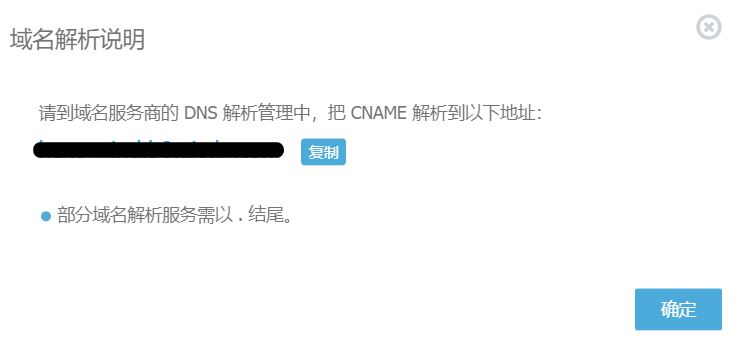 域名解析说明
请到域名服务商的 DNS 解析管理中，把 CNAME 解析到以下地址：
复制
部分域名解析服务需以 . 结尾。
确定